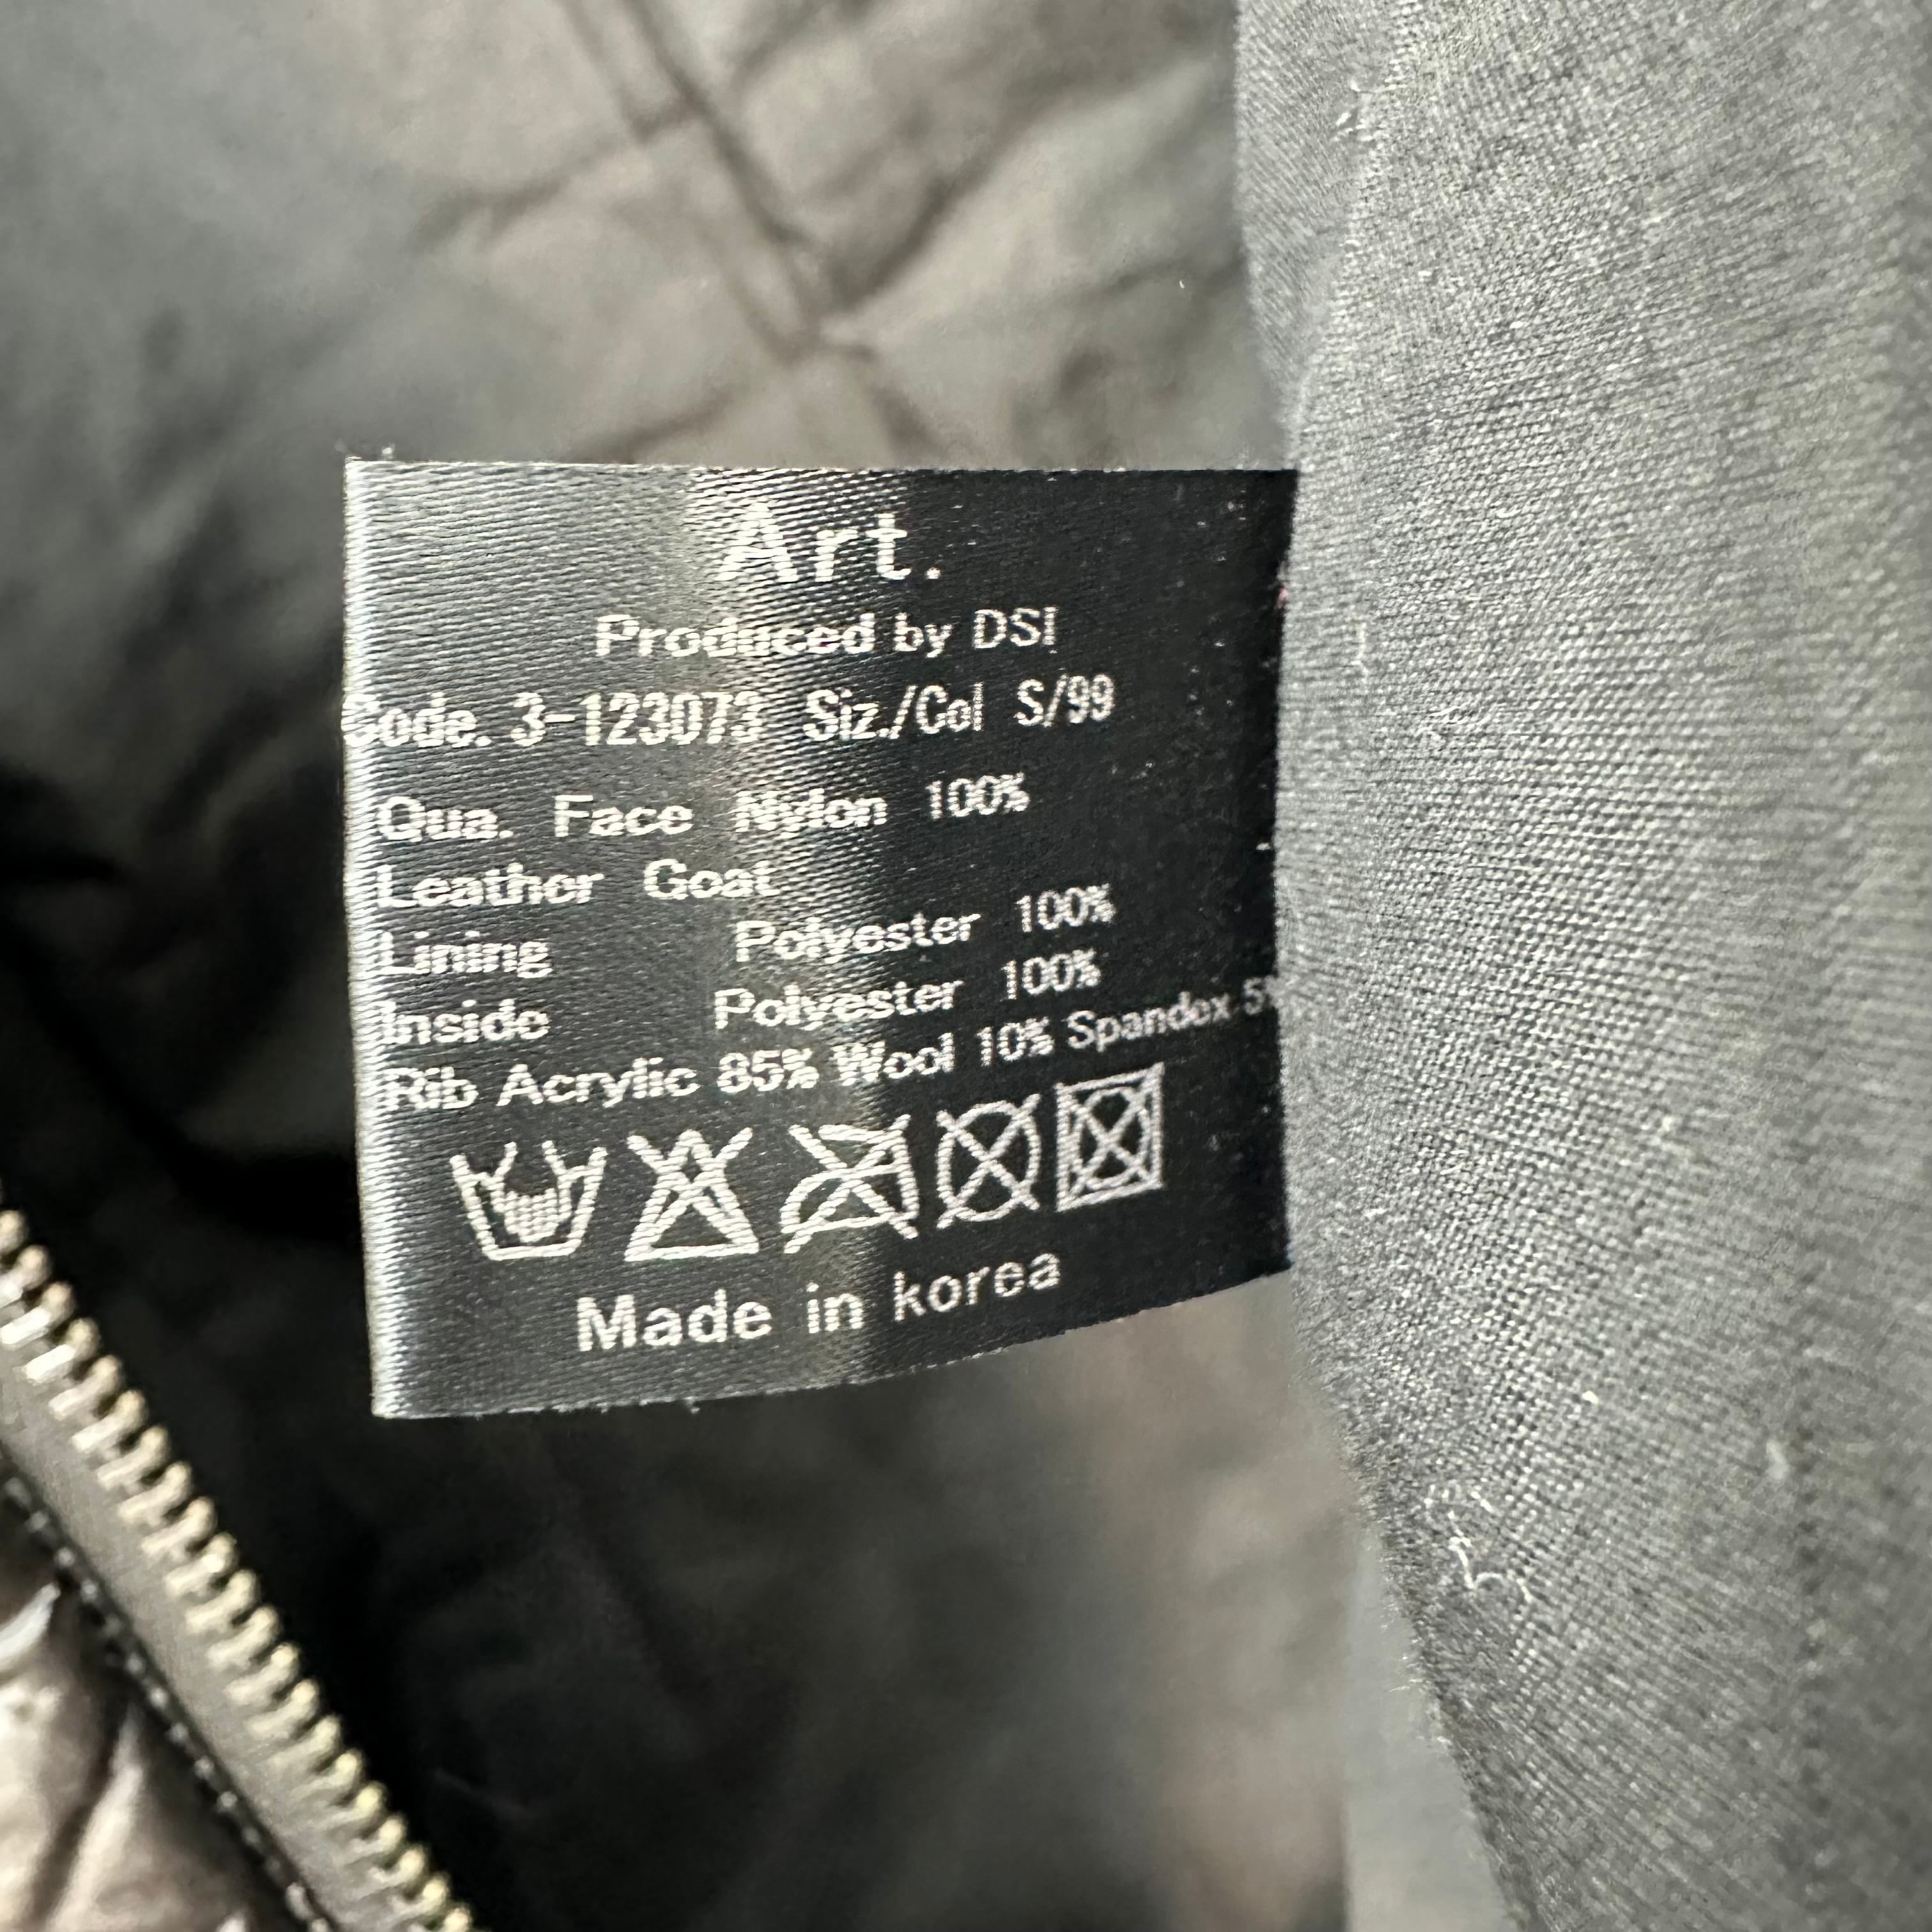 Art.
Produced by DSI
Code. 3-123073 Siz./Col S/99
Qua. Face Nylon 100%
Leather Goat
Lining Polyester 100%
Inside Polyester 100%
Rib Acrylic 85% Wool 10% Spandex 5%
Made in korea